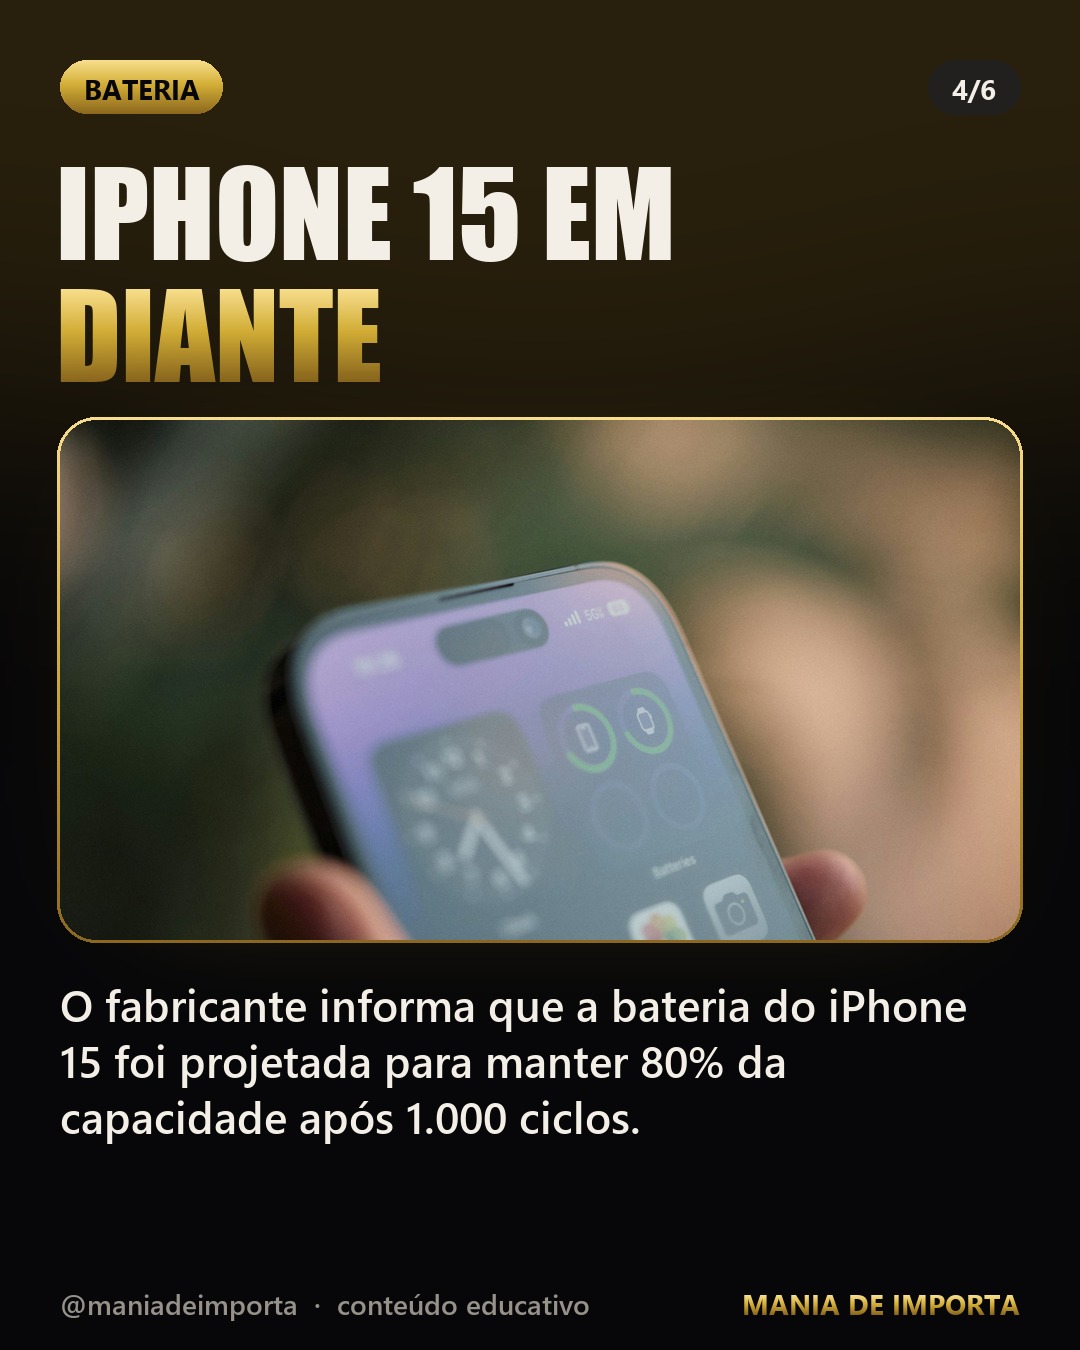 BATERIA
4/6
IPHONE 15 EM
DIANTE
Batteries
O fabricante informa que a bateria do iPhone
15 foi projetada para manter 80% da
capacidade após 1.000 ciclos.
@maniadeimporta · conteúdo educativo
MANIA DE IMPORTA